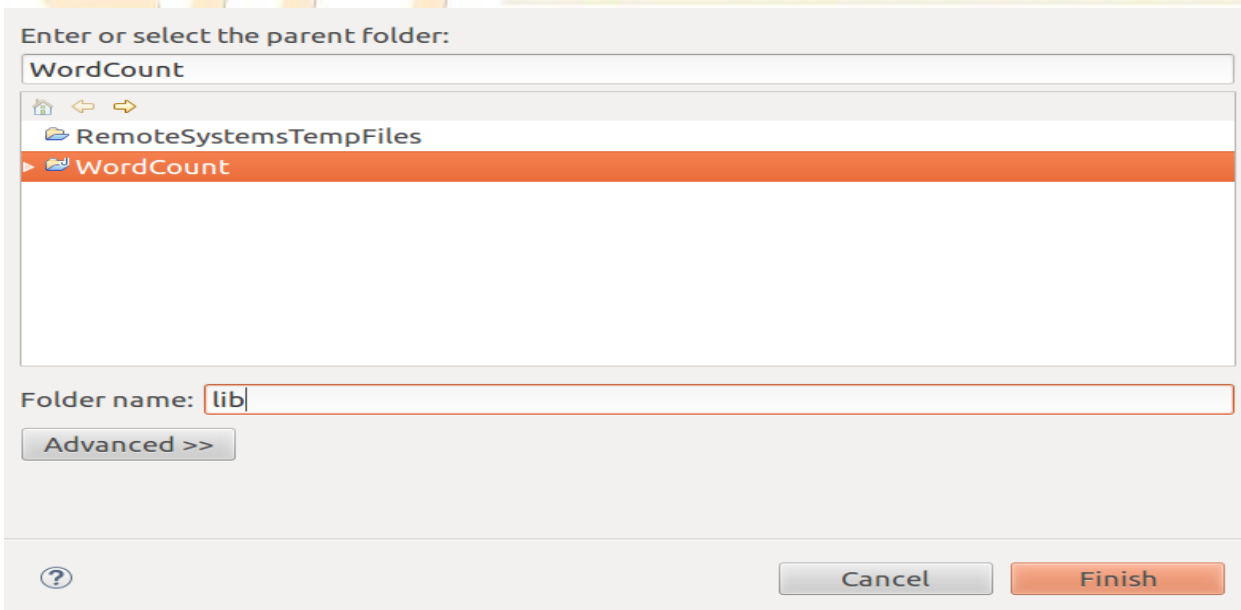 Enter or select the parent folder:
WordCount
RemoteSystemsTempFiles
WordCount
Folder name: lib
Advanced >>
? Cancel Finish